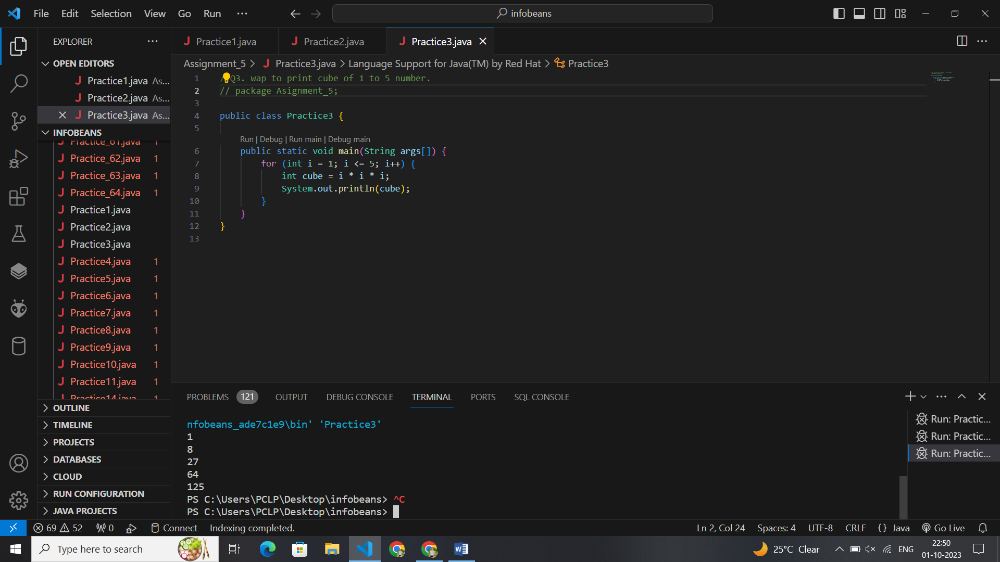 File Edit Selection View Go Run ··· infobeans
EXPLORER ···
OPEN EDITORS
Practice1.java As...
Practice2.java As...
Practice3.java As...
INFOBEANS
Practice_61.java 1
Practice_62.java 1
Practice_63.java 1
Practice_64.java 1
Practice1.java
Practice2.java
Practice3.java
Practice4.java 1
Practice5.java 1
Practice6.java 1
Practice7.java 1
Practice8.java 1
Practice9.java 1
Practice10.java 1
Practice11.java 1
Practice14.java 1
OUTLINE
TIMELINE
PROJECTS
DATABASES
CLOUD
RUN CONFIGURATION
JAVA PROJECTS
Practice1.java Practice2.java Practice3.java
Assignment_5 > Practice3.java > Language Support for Java(TM) by Red Hat > Practice3
1 /Q3. wap to print cube of 1 to 5 number.
2 // package Asignment_5;
3
4 public class Practice3 {
5
Run | Debug | Run main | Debug main
6 public static void main(String args[]) {
7 for (int i = 1; i <= 5; i++) {
8 int cube = i * i * i;
9 System.out.println(cube);
10 }
11 }
12 }
13
PROBLEMS 121 OUTPUT DEBUG CONSOLE TERMINAL PORTS SQL CONSOLE
nfobeans_ade7c1e9\bin' 'Practice3'
1
8
27
64
125
PS C:\Users\PCLP\Desktop\infobeans> ^C
PS C:\Users\PCLP\Desktop\infobeans>
Run: Practic...
Run: Practic...
Run: Practic...
69 52 0 Connect Indexing completed. Ln 2, Col 24 Spaces: 4 UTF-8 CRLF {} Java Go Live
Type here to search 25°C Clear ENG 22:50
01-10-2023